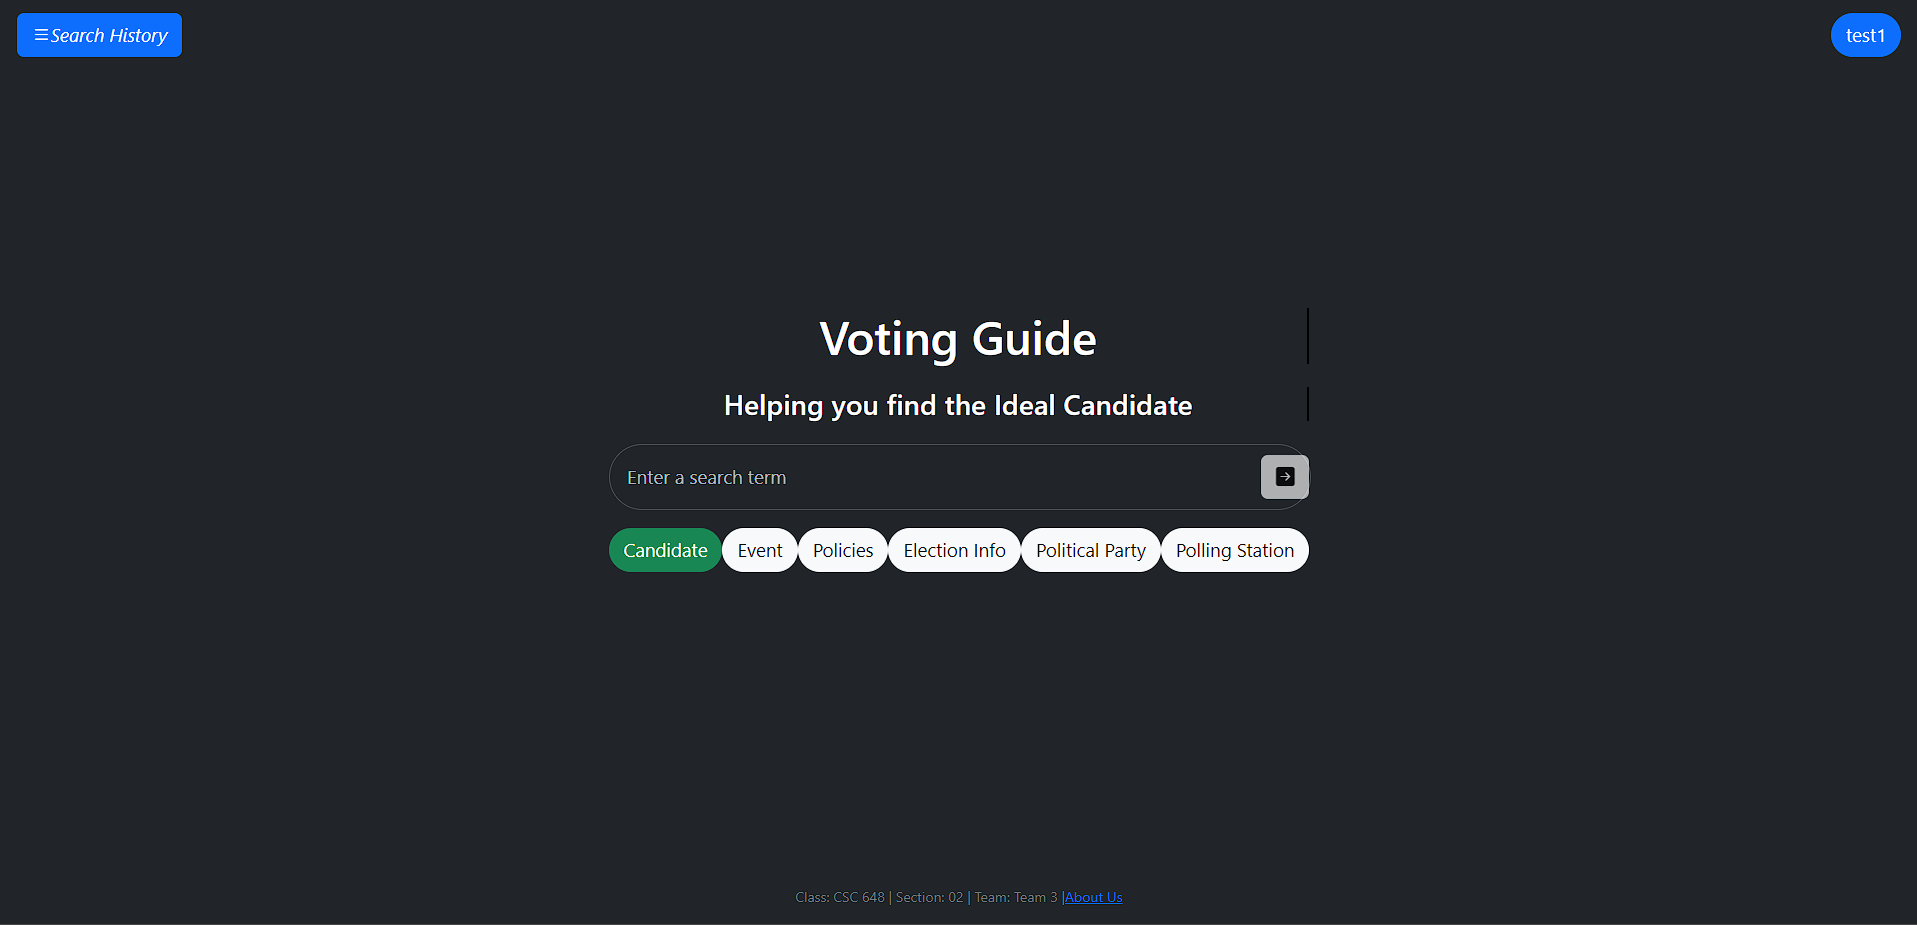 Search History
test1
Voting Guide
Helping you find the Ideal Candidate
Enter a search term
Candidate Event Policies Election Info Political Party Polling Station
Class: CSC 648 | Section: 02 | Team: Team 3 |About Us